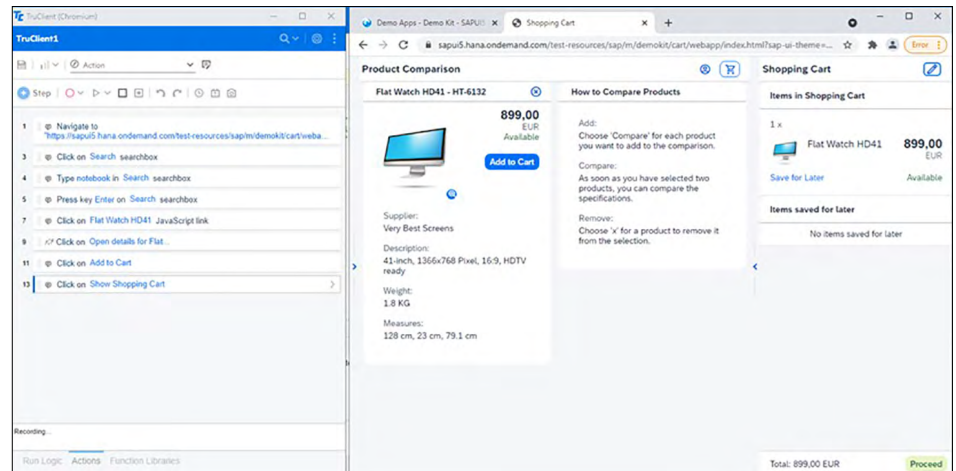 TruClient (Chromium)
TruClient1
Action
Step
1 Navigate to
"https://sapui5.hana.ondemand.com/test-resources/sap/m/demokit/cart/weba...
3 Click on Search searchbox
4 Type notebook in Search searchbox
5 Press key Enter on Search searchbox
7 Click on Flat Watch HD41 JavaScript link
9 Click on Open details for Flat...
11 Click on Add to Cart
13 Click on Show Shopping Cart
Recording...
Run Logic Actions Function Libraries
Demo Apps - Demo Kit - SAPUI5
Shopping Cart
sapui5.hana.ondemand.com/test-resources/sap/m/demokit/cart/webapp/index.html?sap-ui-theme=...
Error
Product Comparison
Flat Watch HD41 - HT-6132
899,00
EUR
Available
Add to Cart
Supplier:
Very Best Screens
Description:
41-inch, 1366x768 Pixel, 16:9, HDTV
ready
Weight:
1.8 KG
Measures:
128 cm, 23 cm, 79.1 cm
How to Compare Products
Add:
Choose 'Compare' for each product
you want to add to the comparison.
Compare:
As soon as you have selected two
products, you can compare the
specifications.
Remove:
Choose 'x' for a product to remove it
from the selection.
Shopping Cart
Items in Shopping Cart
1 x
Flat Watch HD41 899,00
EUR
Save for Later Available
Items saved for later
No items saved for later
Total: 899,00 EUR Proceed